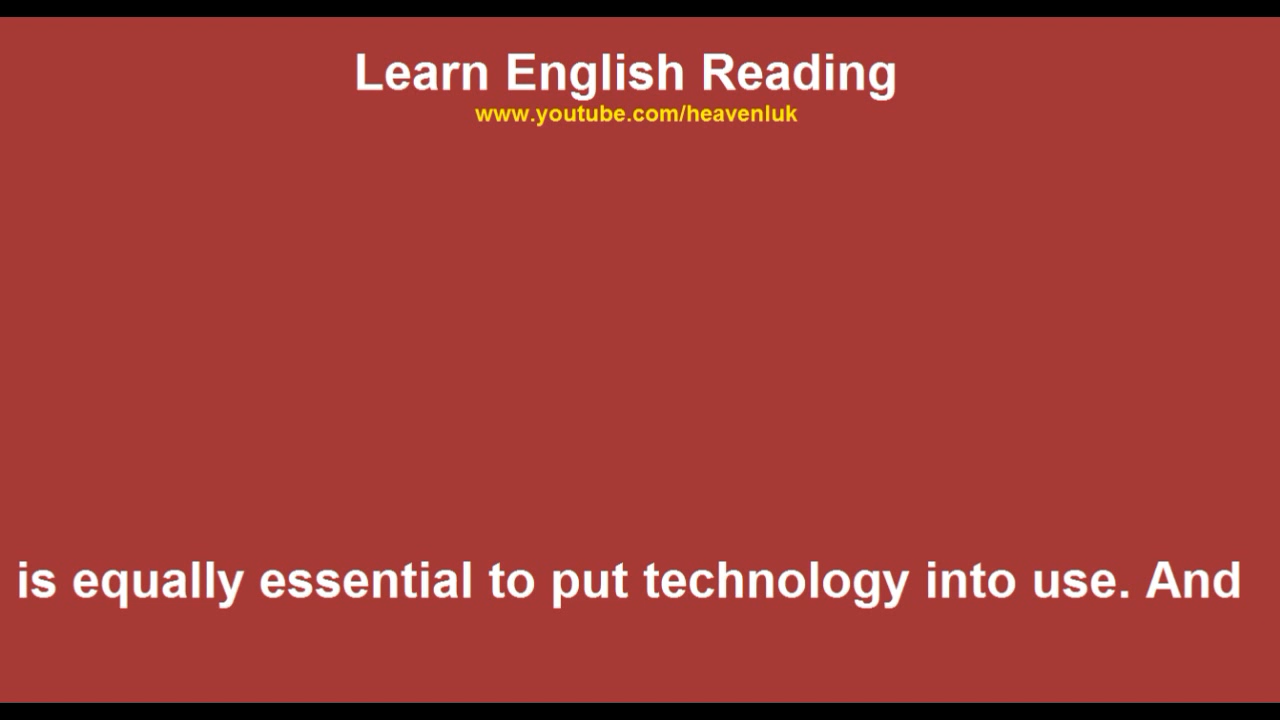 Learn English Reading
www.youtube.com/heavenluk
is equally essential to put technology into use. And